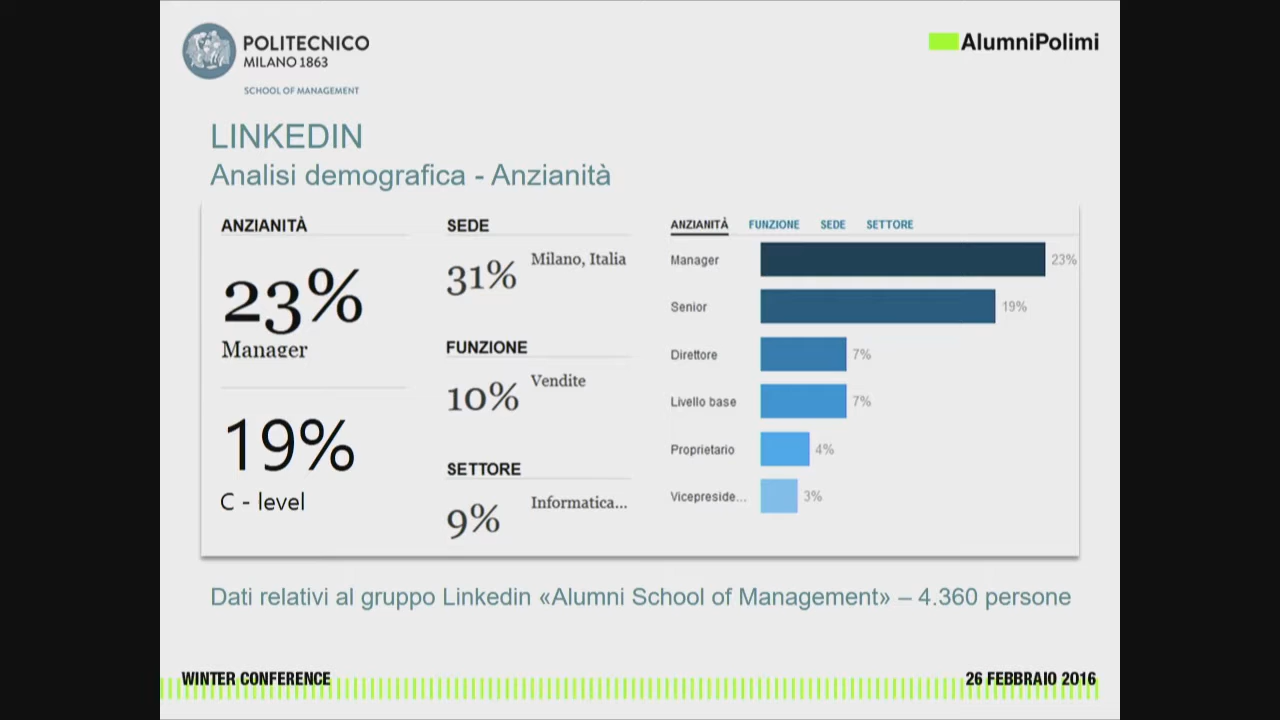 POLITECNICO
MILANO 1863
SCHOOL OF MANAGEMENT
AlumniPolimi
LINKEDIN
Analisi demografica - Anzianità
ANZIANITÀ
23%
Manager
19%
C - level
SEDE
31% Milano, Italia
FUNZIONE
10% Vendite
SETTORE
9% Informatica...
ANZIANITÀ FUNZIONE SEDE SETTORE
Manager 23%
Senior 19%
Direttore 7%
Livello base 7%
Proprietario 4%
Vicepreside... 3%
Dati relativi al gruppo Linkedin «Alumni School of Management» – 4.360 persone
WINTER CONFERENCE 26 FEBBRAIO 2016